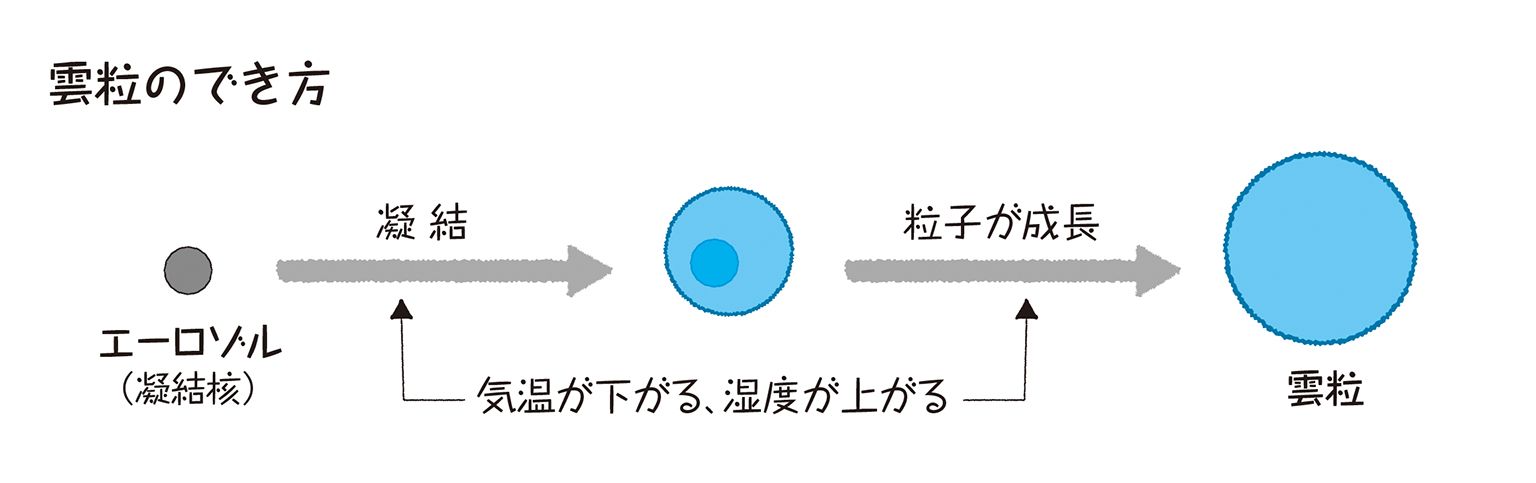 雲粒のでき方
凝結
粒子が成長
エーロゾル
（凝結核）
気温が下がる、湿度が上がる
雲粒